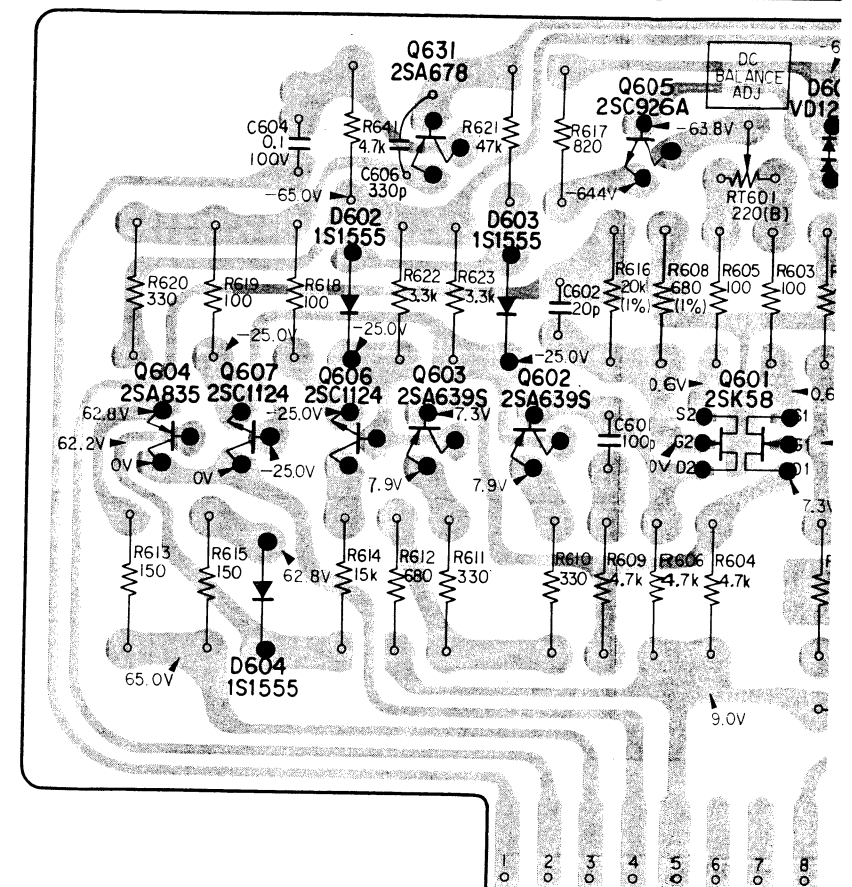 Q631
2SA678
DC
BALANCE
ADJ
Q605
2SC926A
-63.8V
C604
0.1
100V
R641
4.7k
C606
330p
R621
47k
R617
820
-65.0V
-644V
RT601
220(B)
D602
1S1555
D603
1S1555
R620
330
R619
100
R618
100
R622
3.3k
R623
3.3k
C602
20p
R616
20k
(1%)
R608
680
(1%)
R605
100
R603
100
-25.0V
-25.0V
-25.0V
Q604
2SA835
Q607
2SC1124
Q606
2SC1124
Q603
2SA639S
Q602
2SA639S
0.6V
Q601
2SK58
62.8V
-25.0V
7.3V
S2
S1
62.2V
C601
100p
G2
G1
0V
0V
-25.0V
7.9V
7.9V
0V
D2
D1
7.3V
R613
150
R615
150
62.8V
R614
15k
R612
680
R611
330
R610
330
R609
4.7k
R606
4.7k
R604
4.7k
65.0V
D604
1S1555
9.0V
1 2 3 4 5 6 7 8